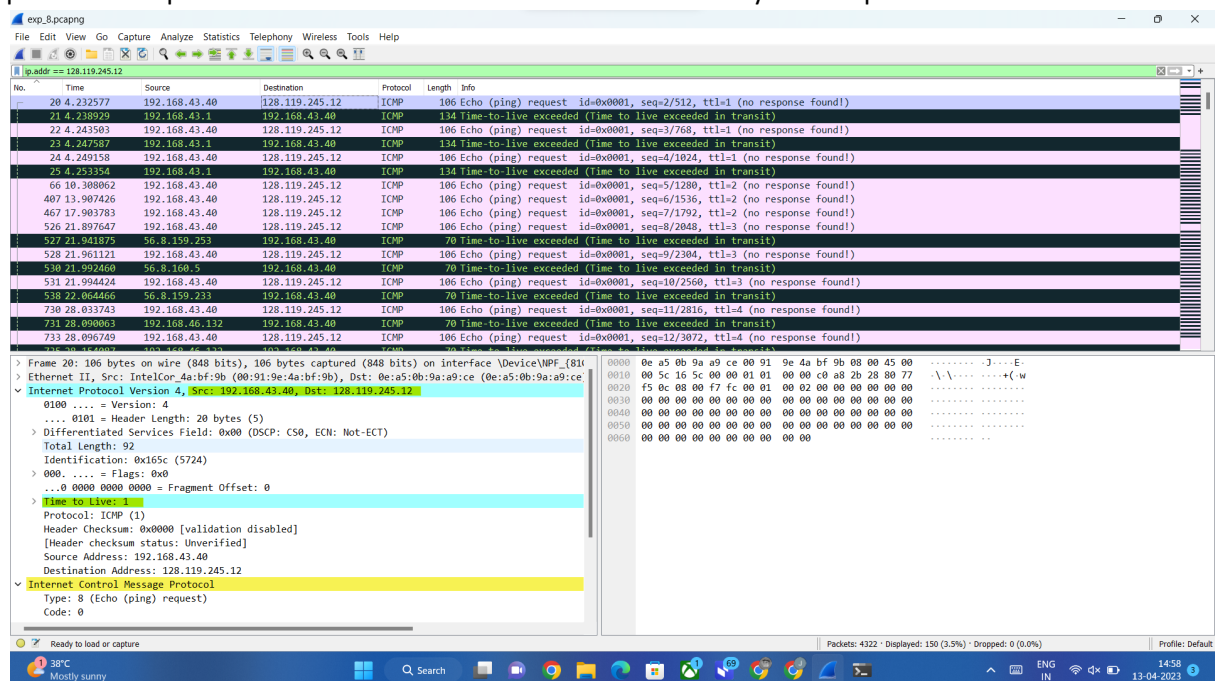 exp_8.pcapng
File Edit View Go Capture Analyze Statistics Telephony Wireless Tools Help
ip.addr == 128.119.245.12
No. Time Source Destination Protocol Length Info
20 4.232577 192.168.43.40 128.119.245.12 ICMP 106 Echo (ping) request id=0x0001, seq=2/512, ttl=1 (no response found!)
21 4.238929 192.168.43.1 192.168.43.40 ICMP 134 Time-to-live exceeded (Time to live exceeded in transit)
22 4.243503 192.168.43.40 128.119.245.12 ICMP 106 Echo (ping) request id=0x0001, seq=3/768, ttl=1 (no response found!)
23 4.247587 192.168.43.1 192.168.43.40 ICMP 134 Time-to-live exceeded (Time to live exceeded in transit)
24 4.249158 192.168.43.40 128.119.245.12 ICMP 106 Echo (ping) request id=0x0001, seq=4/1024, ttl=1 (no response found!)
25 4.253354 192.168.43.1 192.168.43.40 ICMP 134 Time-to-live exceeded (Time to live exceeded in transit)
66 10.308062 192.168.43.40 128.119.245.12 ICMP 106 Echo (ping) request id=0x0001, seq=5/1280, ttl=2 (no response found!)
407 13.907426 192.168.43.40 128.119.245.12 ICMP 106 Echo (ping) request id=0x0001, seq=6/1536, ttl=2 (no response found!)
467 17.903783 192.168.43.40 128.119.245.12 ICMP 106 Echo (ping) request id=0x0001, seq=7/1792, ttl=2 (no response found!)
526 21.897647 192.168.43.40 128.119.245.12 ICMP 106 Echo (ping) request id=0x0001, seq=8/2048, ttl=3 (no response found!)
527 21.941875 56.8.159.253 192.168.43.40 ICMP 70 Time-to-live exceeded (Time to live exceeded in transit)
528 21.961121 192.168.43.40 128.119.245.12 ICMP 106 Echo (ping) request id=0x0001, seq=9/2304, ttl=3 (no response found!)
530 21.992460 56.8.160.5 192.168.43.40 ICMP 70 Time-to-live exceeded (Time to live exceeded in transit)
531 21.994424 192.168.43.40 128.119.245.12 ICMP 106 Echo (ping) request id=0x0001, seq=10/2560, ttl=3 (no response found!)
538 22.064466 56.8.159.233 192.168.43.40 ICMP 70 Time-to-live exceeded (Time to live exceeded in transit)
730 28.033743 192.168.43.40 128.119.245.12 ICMP 106 Echo (ping) request id=0x0001, seq=11/2816, ttl=4 (no response found!)
731 28.090063 192.168.46.132 192.168.43.40 ICMP 70 Time-to-live exceeded (Time to live exceeded in transit)
733 28.096749 192.168.43.40 128.119.245.12 ICMP 106 Echo (ping) request id=0x0001, seq=12/3072, ttl=4 (no response found!)
Frame 20: 106 bytes on wire (848 bits), 106 bytes captured (848 bits) on interface \Device\NPF_{81
Ethernet II, Src: IntelCor_4a:bf:9b (00:91:9e:4a:bf:9b), Dst: 0e:a5:0b:9a:a9:ce (0e:a5:0b:9a:a9:ce
Internet Protocol Version 4, Src: 192.168.43.40, Dst: 128.119.245.12
0100 .... = Version: 4
.... 0101 = Header Length: 20 bytes (5)
Differentiated Services Field: 0x00 (DSCP: CS0, ECN: Not-ECT)
Total Length: 92
Identification: 0x165c (5724)
000. .... = Flags: 0x0
...0 0000 0000 0000 = Fragment Offset: 0
Time to Live: 1
Protocol: ICMP (1)
Header Checksum: 0x0000 [validation disabled]
[Header checksum status: Unverified]
Source Address: 192.168.43.40
Destination Address: 128.119.245.12
Internet Control Message Protocol
Type: 8 (Echo (ping) request)
Code: 0
0000 0e a5 0b 9a a9 ce 00 91 9e 4a bf 9b 08 00 45 00 ········ ·J····E·
0010 00 5c 16 5c 00 00 01 01 00 00 c0 a8 2b 28 80 77 ·\·\···· ····+(·w
0020 f5 0c 08 00 f7 fc 00 01 00 02 00 00 00 00 00 00 ········ ········
0030 00 00 00 00 00 00 00 00 00 00 00 00 00 00 00 00 ········ ········
0040 00 00 00 00 00 00 00 00 00 00 00 00 00 00 00 00 ········ ········
0050 00 00 00 00 00 00 00 00 00 00 00 00 00 00 00 00 ········ ········
0060 00 00 00 00 00 00 00 00 00 00 ········ ··
Ready to load or capture Packets: 4322 · Displayed: 150 (3.5%) · Dropped: 0 (0.0%) Profile: Default
1 38°C Search 69 ENG 14:58
Mostly sunny IN 13-04-2023 3